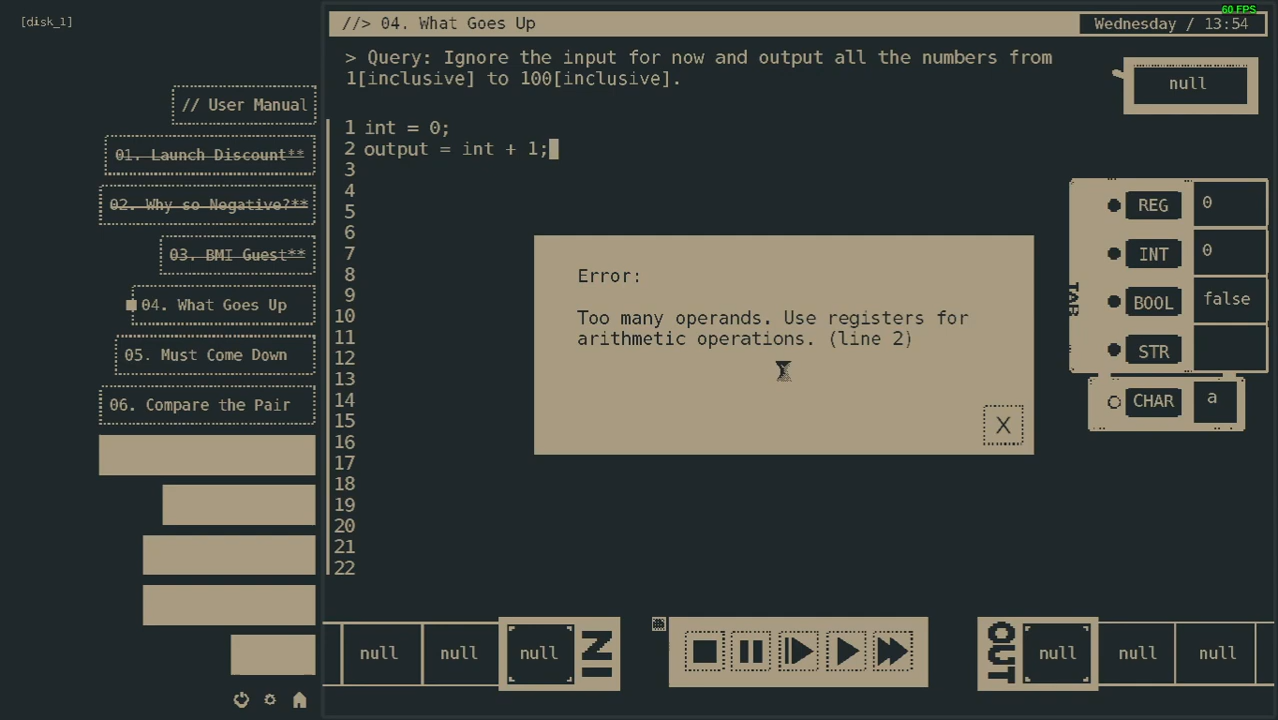 60 FPS
[disk_1]
//> 04. What Goes Up
Wednesday / 13:54
> Query: Ignore the input for now and output all the numbers from
1[inclusive] to 100[inclusive].
null
// User Manual
01. Launch Discount**
02. Why so Negative?**
03. BMI Guest**
04. What Goes Up
05. Must Come Down
06. Compare the Pair
1 int = 0;
2 output = int + 1;
3
4
5
6
7
8
9
10
11
12
13
14
15
16
17
18
19
20
21
22
Error:
Too many operands. Use registers for
arithmetic operations. (line 2)
X
TAB
REG 0
INT 0
BOOL false
STR
CHAR a
null null null IN
OUT null null null